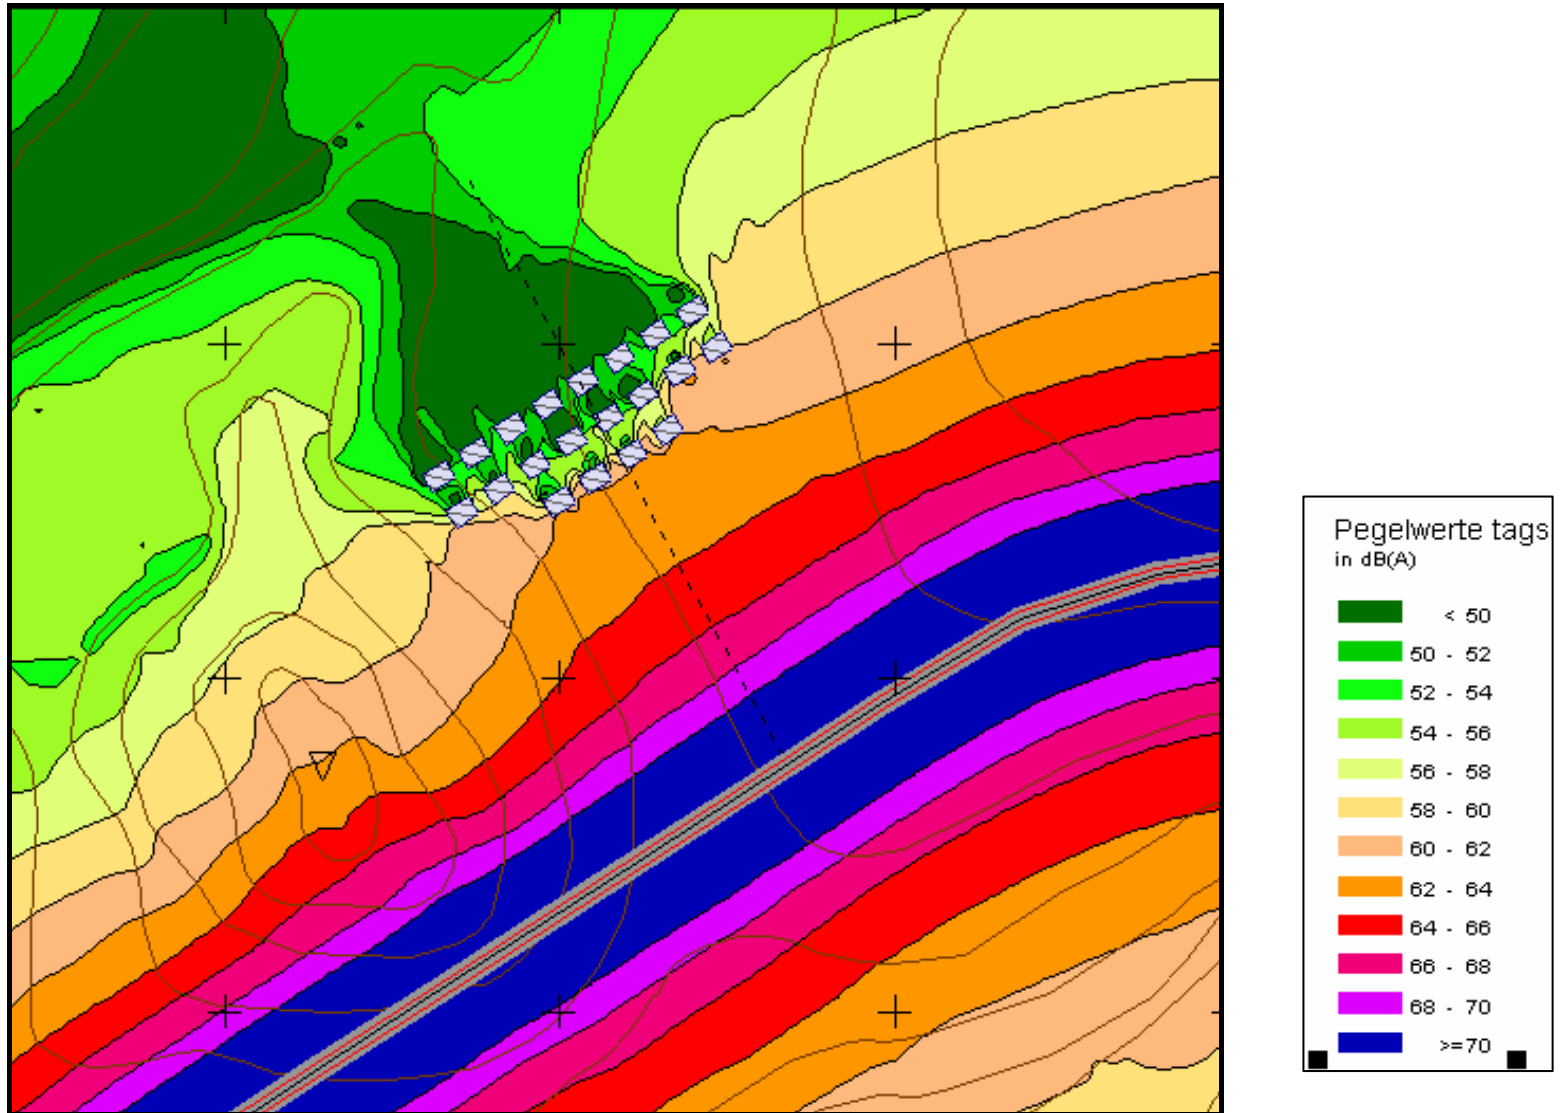 Pegelwerte tags
in dB(A)
< 50
50 - 52
52 - 54
54 - 56
56 - 58
58 - 60
60 - 62
62 - 64
64 - 66
66 - 68
68 - 70
>=70